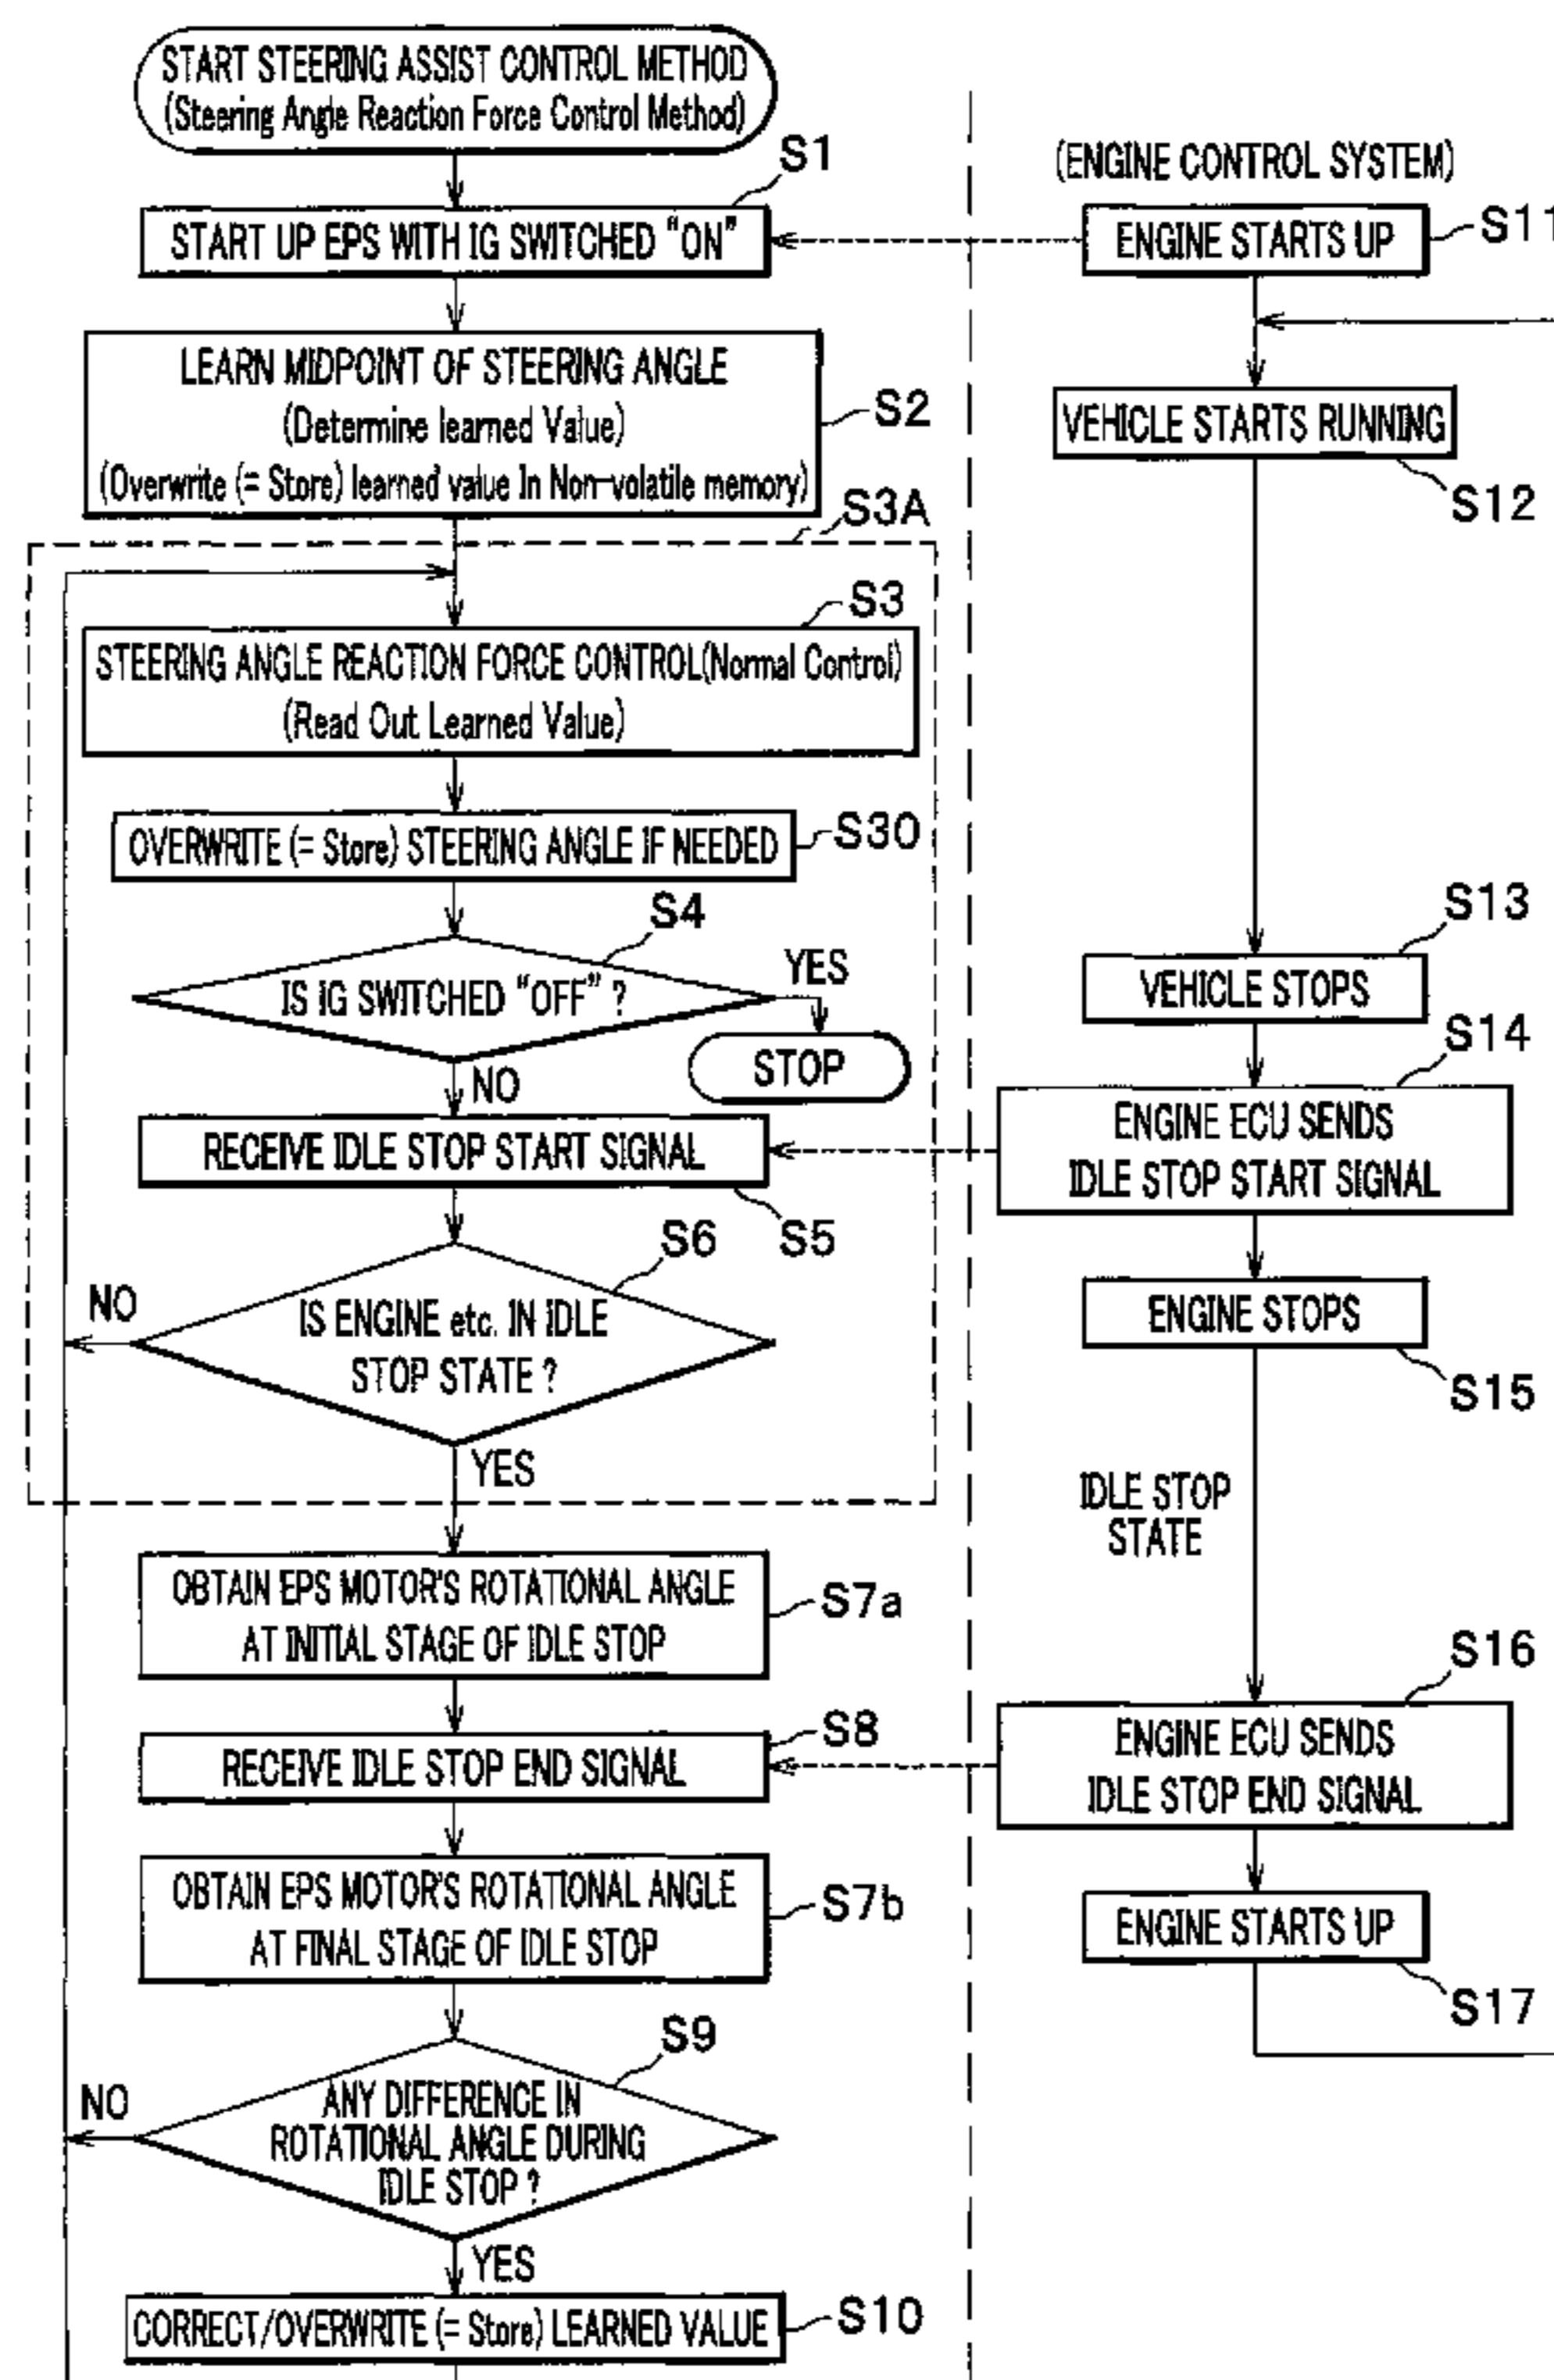 START STEERING ASSIST CONTROL METHOD
(Steering Angle Reaction Force Control Method)
S1
START UP EPS WITH IG SWITCHED “ON”
LEARN MIDPOINT OF STEERING ANGLE
(Determine learned Value)
(Overwrite (= Store) learned value In Non-volatile memory)
S2
S3A
S3
STEERING ANGLE REACTION FORCE CONTROL(Normal Control)
(Read Out Learned Value)
OVERWRITE (= Store) STEERING ANGLE IF NEEDED
S30
S4
IS IG SWITCHED “OFF” ?
YES
STOP
NO
RECEIVE IDLE STOP START SIGNAL
S5
S6
IS ENGINE etc. IN IDLE
STOP STATE ?
NO
YES
OBTAIN EPS MOTOR'S ROTATIONAL ANGLE
AT INITIAL STAGE OF IDLE STOP
S7a
RECEIVE IDLE STOP END SIGNAL
S8
OBTAIN EPS MOTOR'S ROTATIONAL ANGLE
AT FINAL STAGE OF IDLE STOP
S7b
S9
ANY DIFFERENCE IN
ROTATIONAL ANGLE DURING
IDLE STOP ?
NO
YES
CORRECT/OVERWRITE (= Store) LEARNED VALUE
S10
(ENGINE CONTROL SYSTEM)
ENGINE STARTS UP
S11
VEHICLE STARTS RUNNING
S12
S13
VEHICLE STOPS
S14
ENGINE ECU SENDS
IDLE STOP START SIGNAL
ENGINE STOPS
S15
IDLE STOP
STATE
S16
ENGINE ECU SENDS
IDLE STOP END SIGNAL
ENGINE STARTS UP
S17